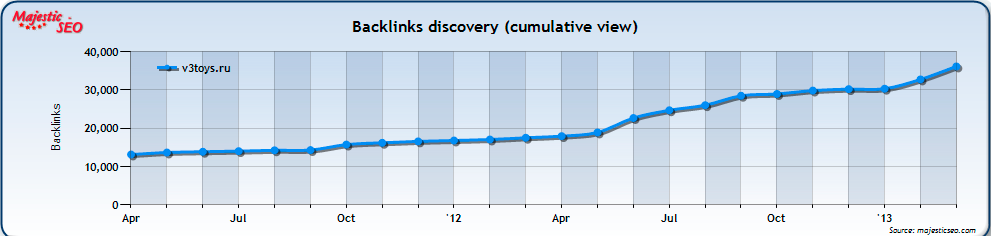 Majestic
SEO
Backlinks discovery (cumulative view)
40,000
v3toys.ru
30,000
Backlinks
20,000
10,000
0
Apr Jul Oct '12 Apr Jul Oct '13
Source: majesticseo.com